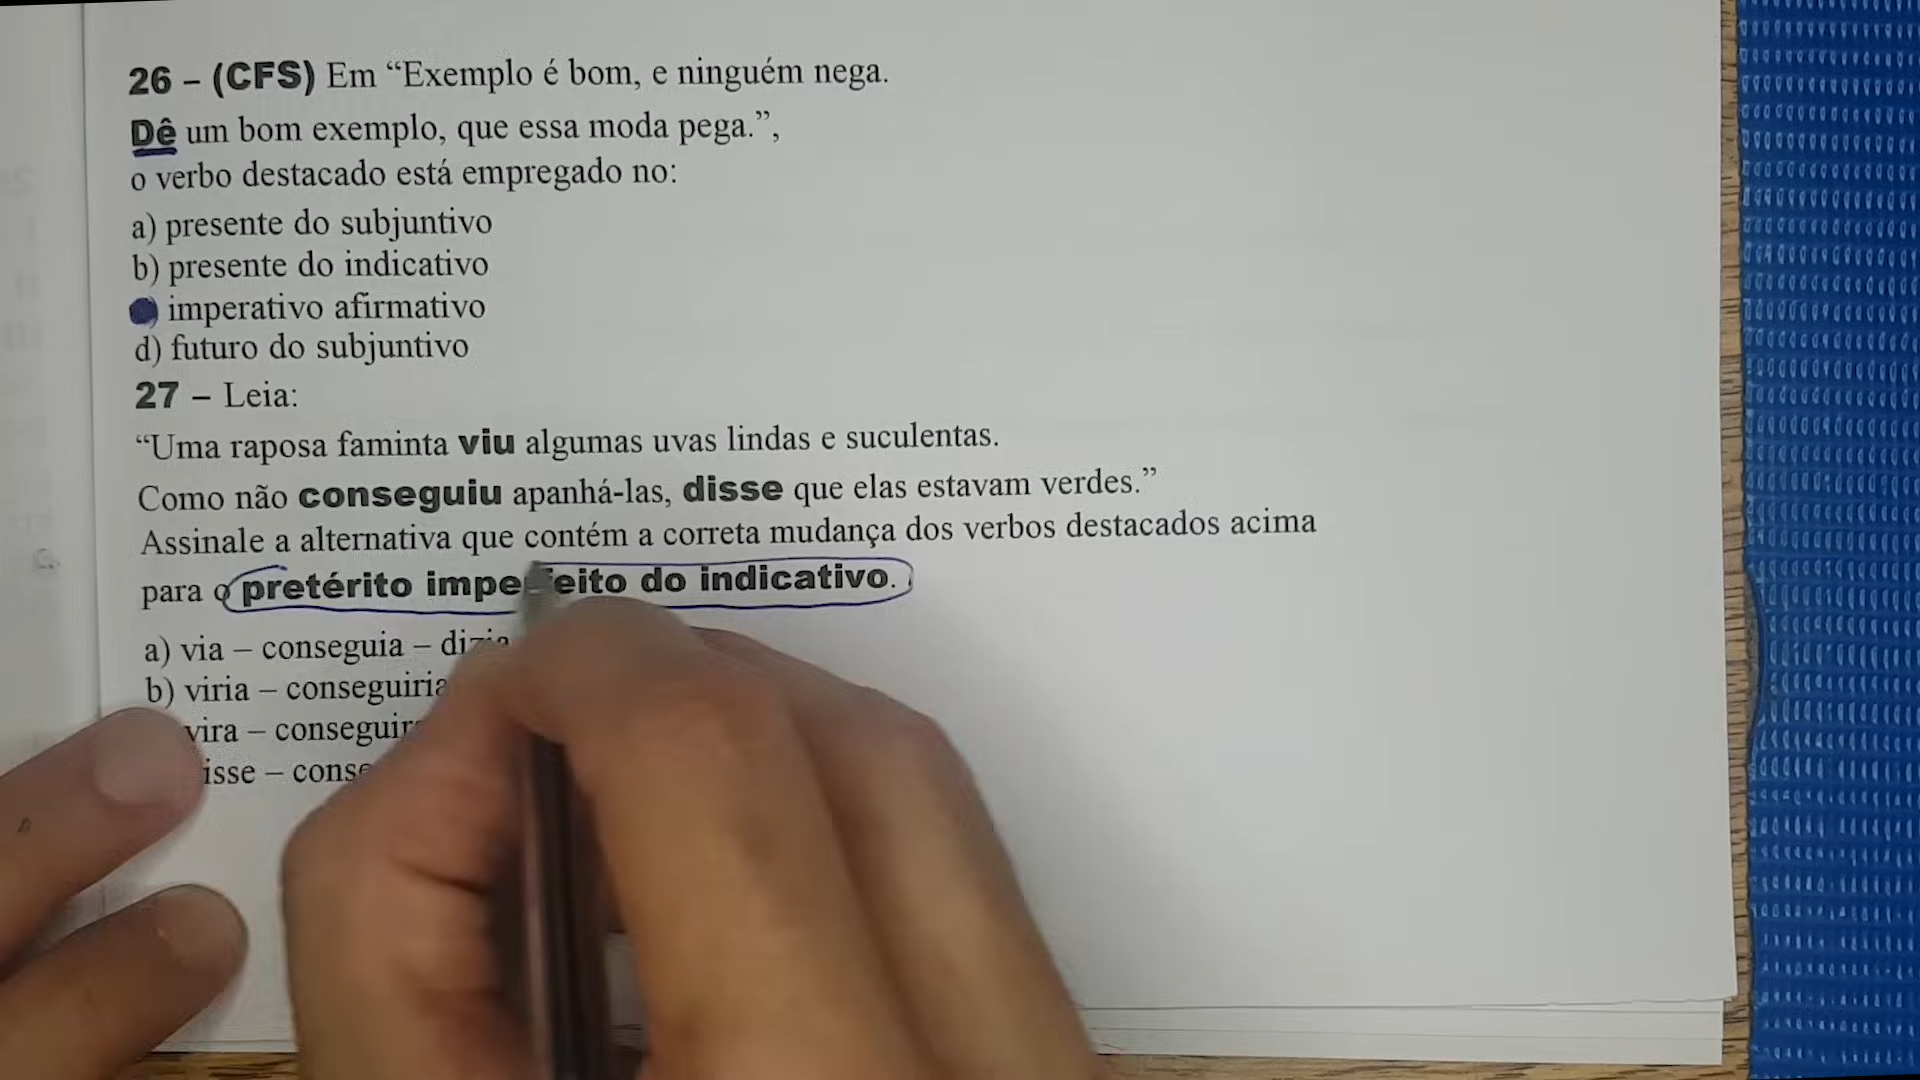 26 – (CFS) Em “Exemplo é bom, e ninguém nega.
Dê um bom exemplo, que essa moda pega.”,
o verbo destacado está empregado no:
a) presente do subjuntivo
b) presente do indicativo
) imperativo afirmativo
d) futuro do subjuntivo
27 – Leia:
“Uma raposa faminta viu algumas uvas lindas e suculentas.
Como não conseguiu apanhá-las, disse que elas estavam verdes.”
Assinale a alternativa que contém a correta mudança dos verbos destacados acima
para o pretérito imperfeito do indicativo.
a) via – conseguia – dizia
b) viria – conseguiria
vira –